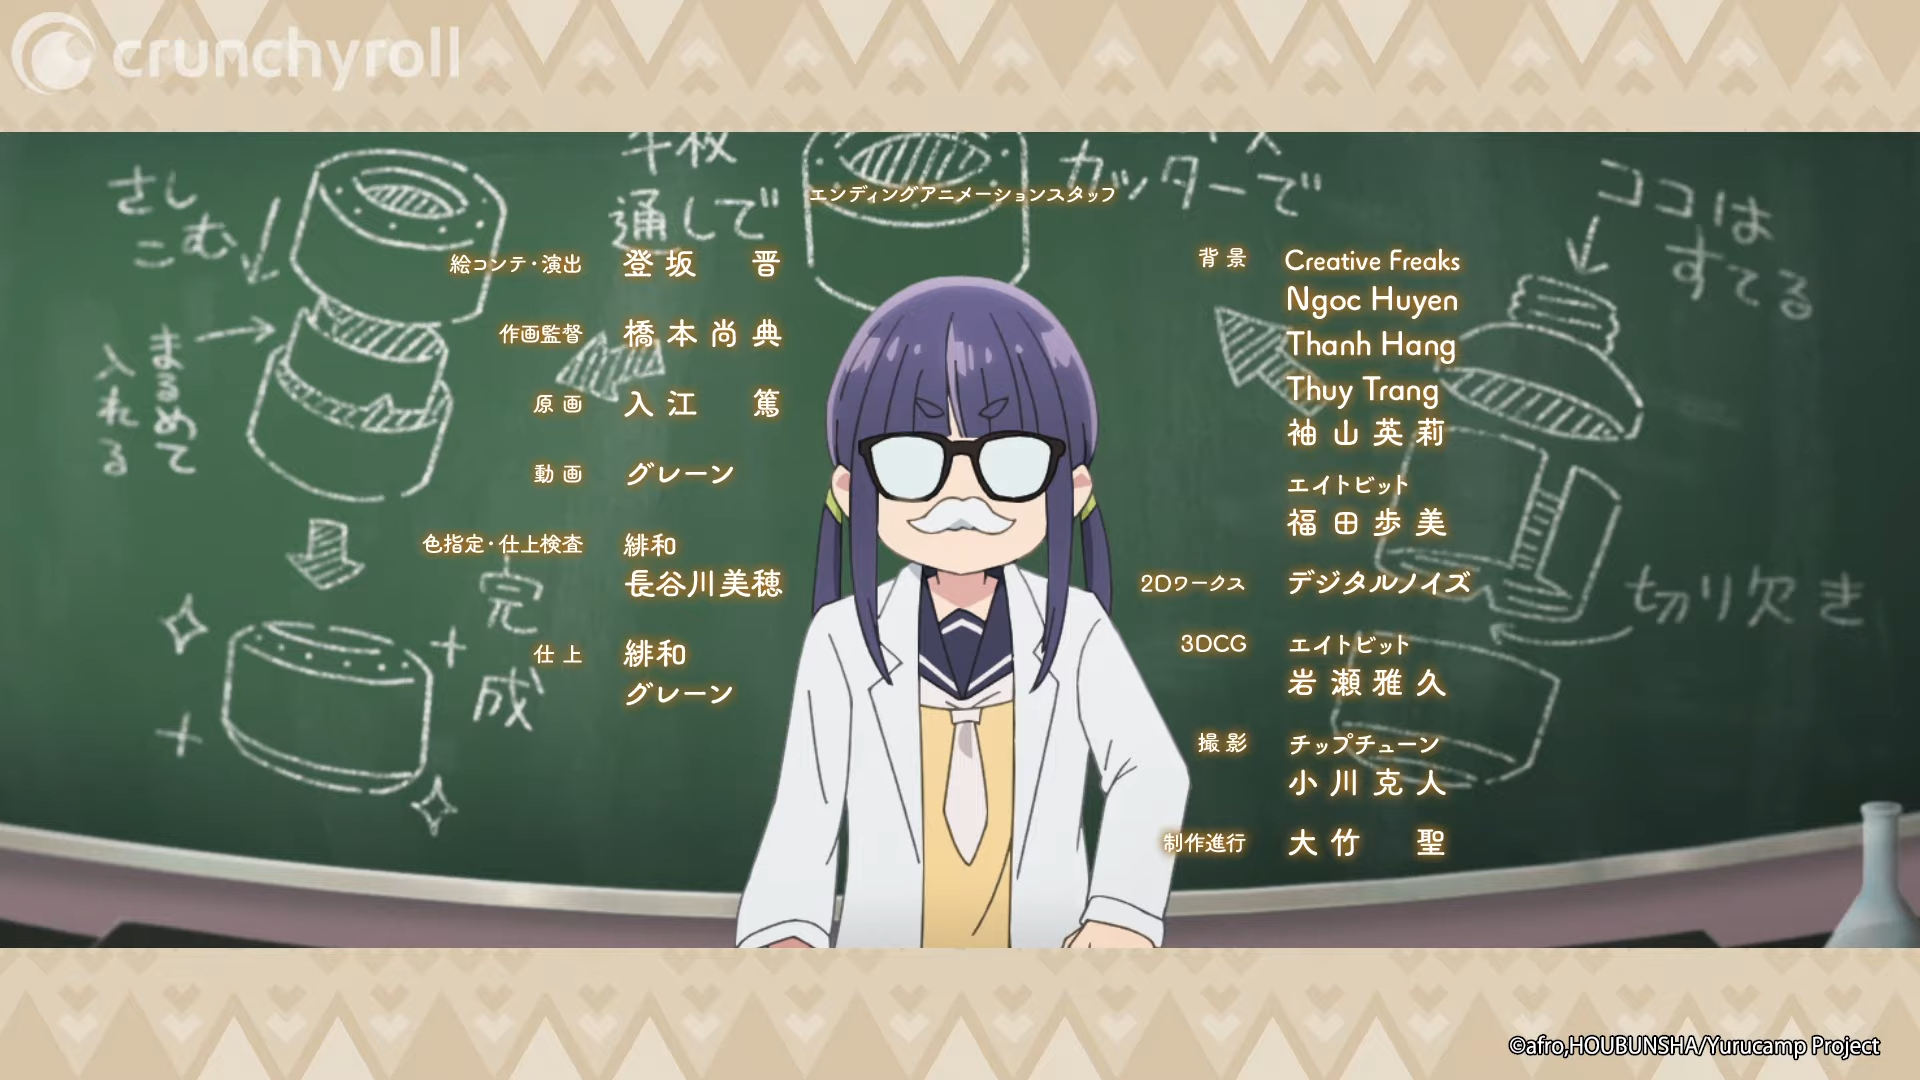 crunchyroll
さし
こむ
まるめて
入れる
完成
通しで
カッターで
ココは
すてる
切り欠き
エンディングアニメーションスタッフ
絵コンテ・演出 登坂 晋
作画監督 橋本尚典
原画 入江 篤
動画 グレーン
色指定・仕上検査 緋和
長谷川美穂
仕上 緋和
グレーン
背景 Creative Freaks
Ngoc Huyen
Thanh Hang
Thuy Trang
袖山英莉
エイトビット
福田歩美
2Dワークス デジタルノイズ
3DCG エイトビット
岩瀬雅久
撮影 チップチューン
小川克人
制作進行 大竹 聖
©afro,HOUBUNSHA/Yurucamp Project